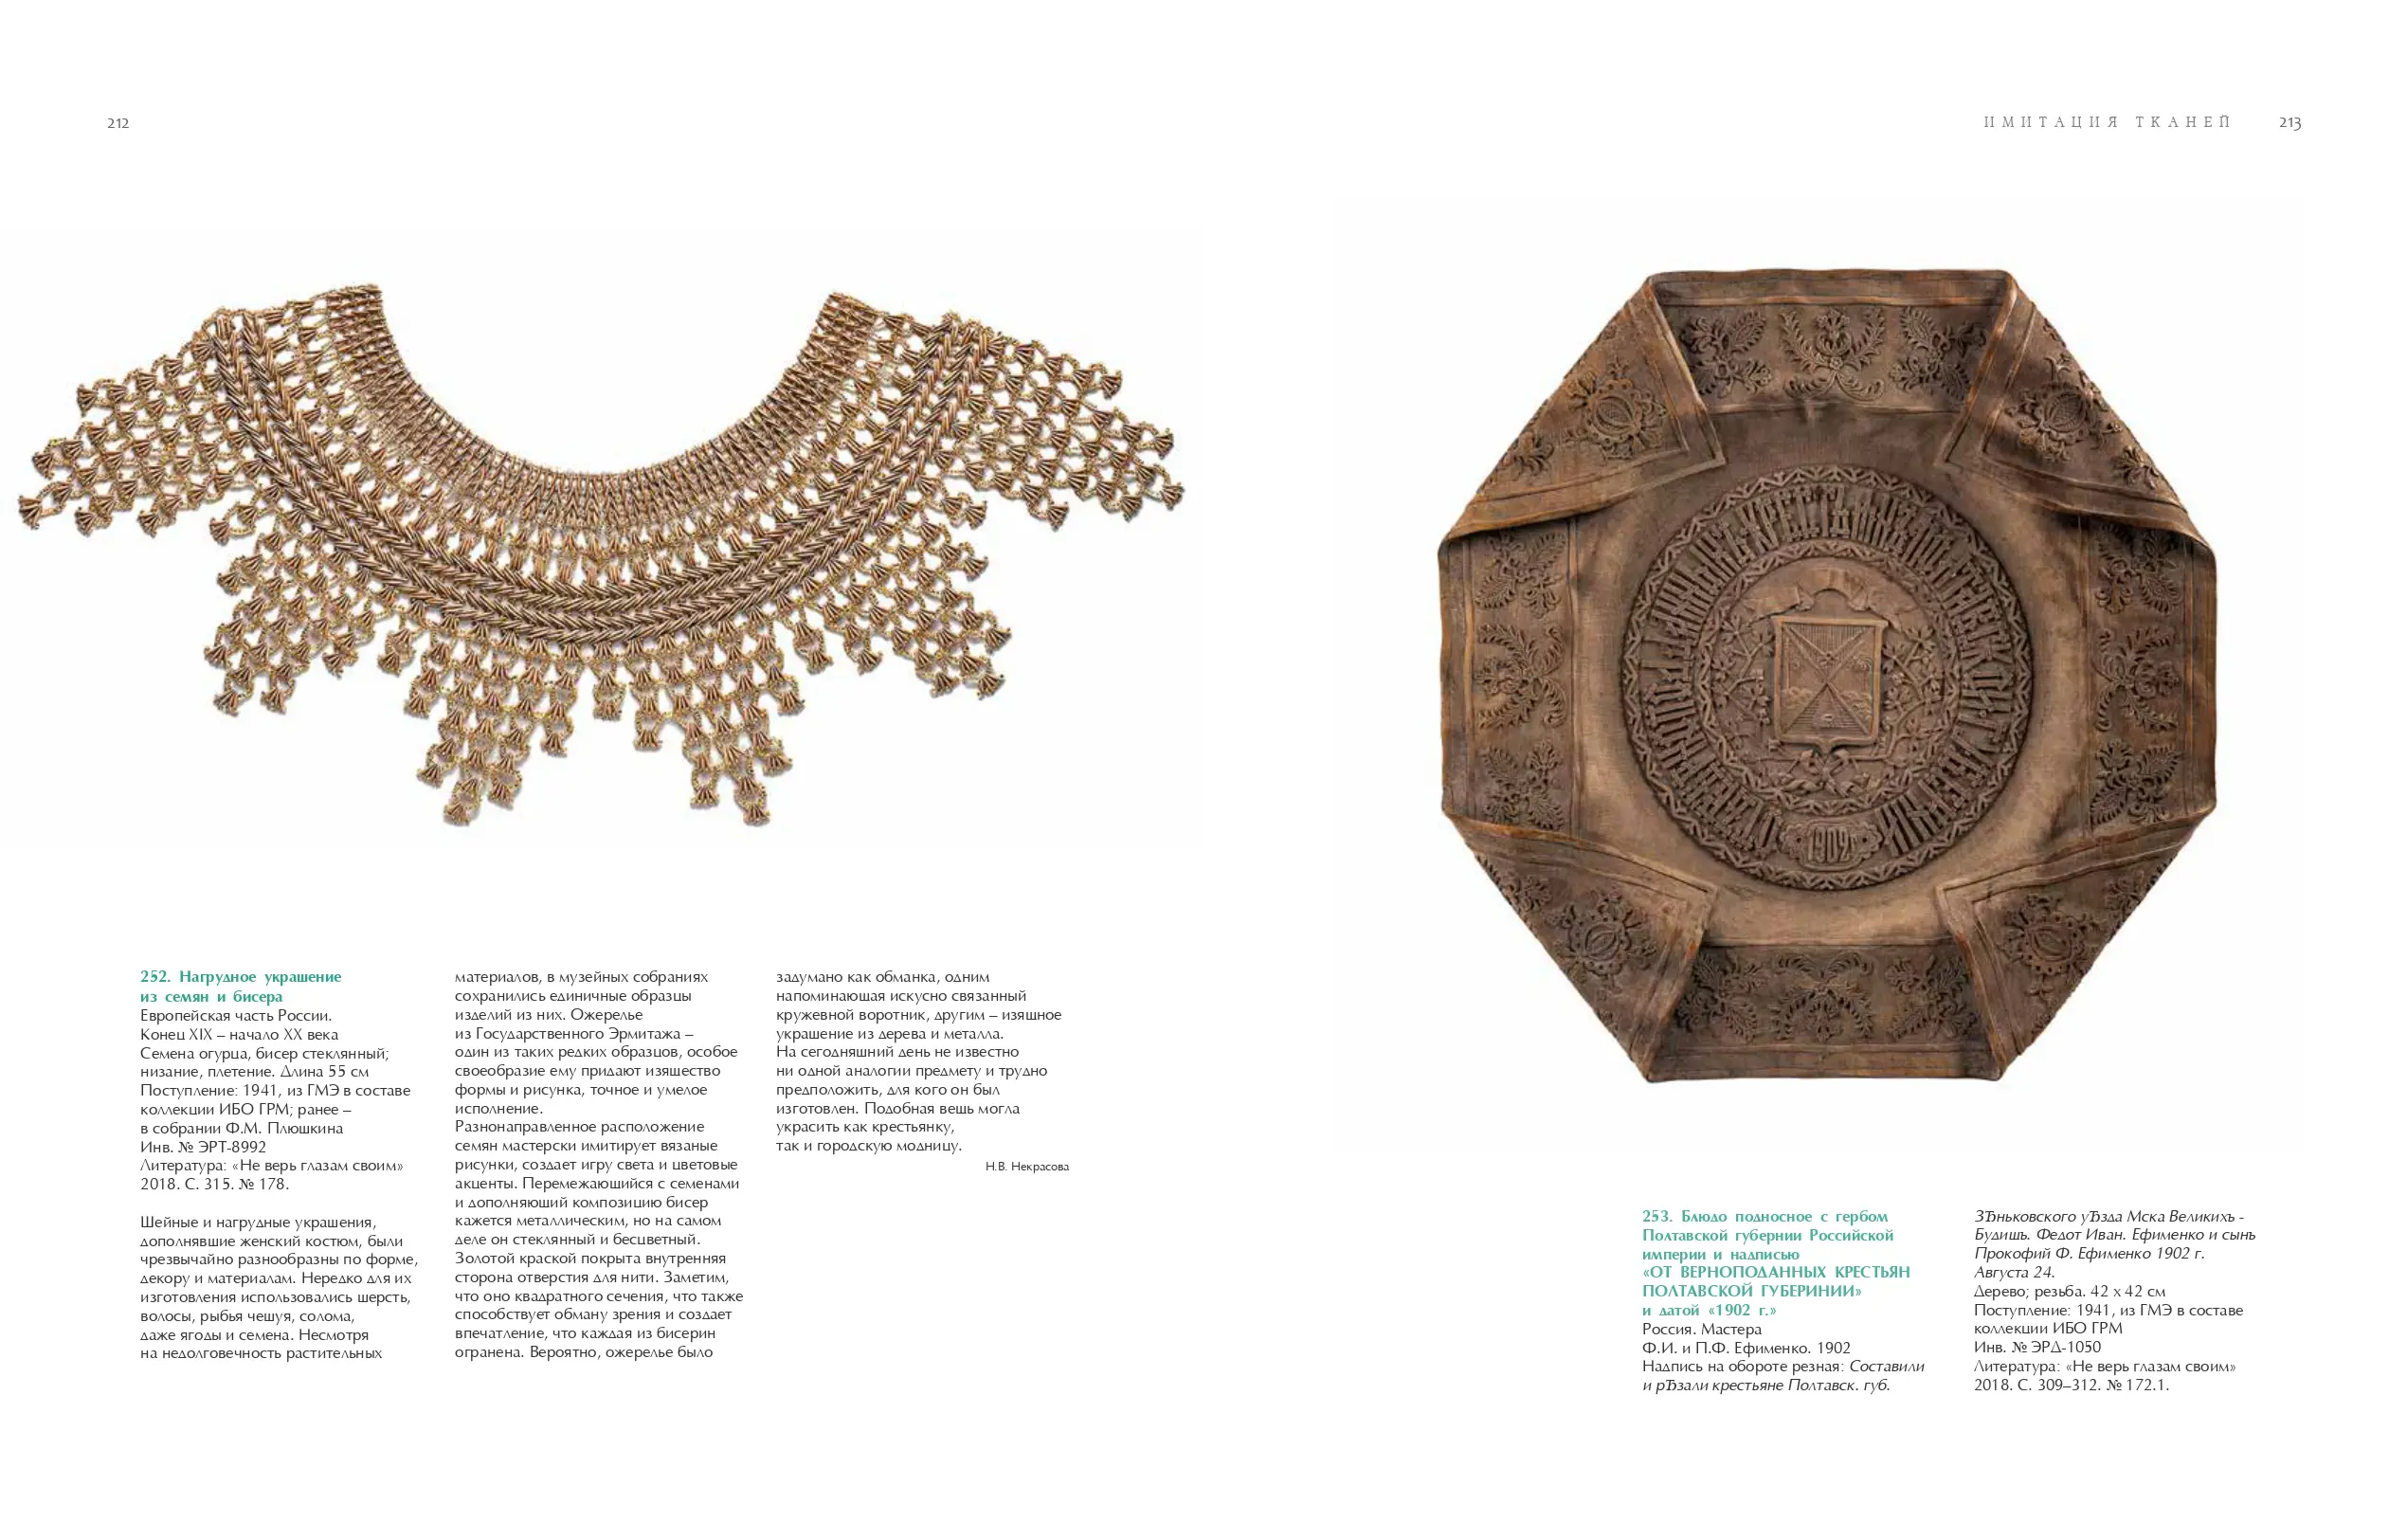 212
ИМИТАЦИЯ ТКАНЕЙ 213
252. Нагрудное украшение
из семян и бисера
Европейская часть России.
Конец XIX – начало XX века
Семена огурца, бисер стеклянный;
низание, плетение. Длина 55 см
Поступление: 1941, из ГМЭ в составе
коллекции ИБО ГРМ; ранее –
в собрании Ф.М. Плюшкина
Инв. № ЭРТ-8992
Литература: «Не верь глазам своим»
2018. С. 315. № 178.
Шейные и нагрудные украшения,
дополнявшие женский костюм, были
чрезвычайно разнообразны по форме,
декору и материалам. Нередко для их
изготовления использовались шерсть,
волосы, рыбья чешуя, солома,
даже ягоды и семена. Несмотря
на недолговечность растительных
материалов, в музейных собраниях
сохранились единичные образцы
изделий из них. Ожерелье
из Государственного Эрмитажа –
один из таких редких образцов, особое
своеобразие ему придают изящество
формы и рисунка, точное и умелое
исполнение.
Разнонаправленное расположение
семян мастерски имитирует вязаные
рисунки, создает игру света и цветовые
акценты. Перемежающийся с семенами
и дополняющий композицию бисер
кажется металлическим, но на самом
деле он стеклянный и бесцветный.
Золотой краской покрыта внутренняя
сторона отверстия для нити. Заметим,
что оно квадратного сечения, что также
способствует обману зрения и создает
впечатление, что каждая из бисерин
огранена. Вероятно, ожерелье было
задумано как обманка, одним
напоминающая искусно связанный
кружевной воротник, другим – изящное
украшение из дерева и металла.
На сегодняшний день не известно
ни одной аналогии предмету и трудно
предположить, для кого он был
изготовлен. Подобная вещь могла
украсить как крестьянку,
так и городскую модницу.
Н.В. Некрасова
1902
253. Блюдо подносное с гербом
Полтавской губернии Российской
империи и надписью
«ОТ ВЕРНОПОДАННЫХ КРЕСТЬЯН
ПОЛТАВСКОЙ ГУБЕРИНИИ»
и датой «1902 г.»
Россия. Мастера
Ф.И. и П.Ф. Ефименко. 1902
Надпись на обороте резная: Составили
и рѢзали крестьяне Полтавск. губ.
ЗѢньковского уѢзда Мска Великихъ -
Будишъ. Федот Иван. Ефименко и сынъ
Прокофий Ф. Ефименко 1902 г.
Августа 24.
Дерево; резьба. 42 х 42 см
Поступление: 1941, из ГМЭ в составе
коллекции ИБО ГРМ
Инв. № ЭРД-1050
Литература: «Не верь глазам своим»
2018. С. 309–312. № 172.1.